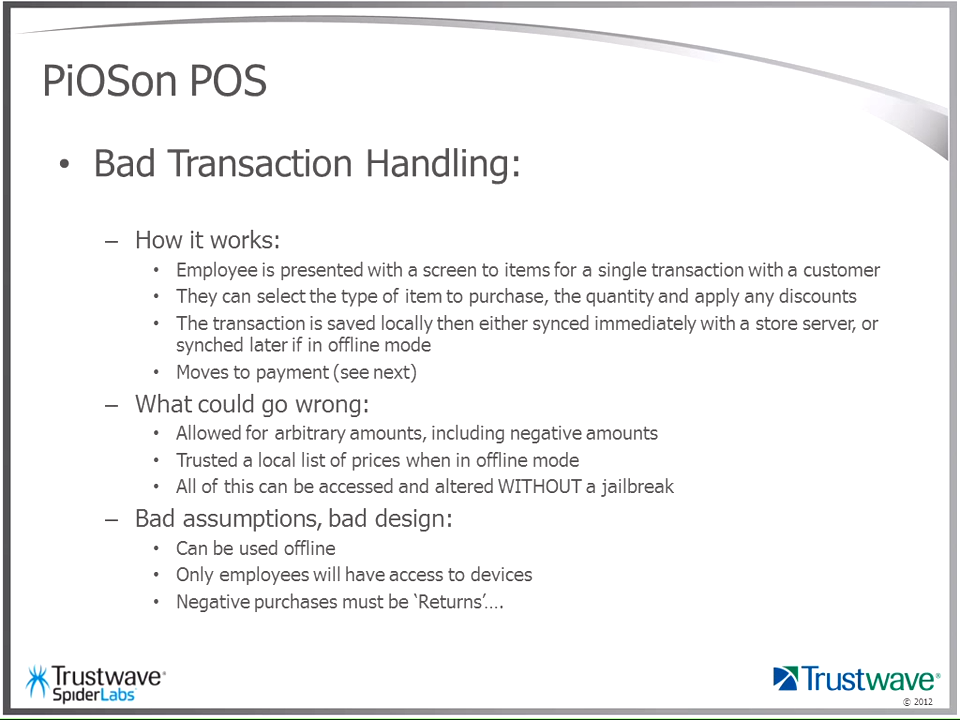 PiOSon POS
• Bad Transaction Handling:
– How it works:
• Employee is presented with a screen to items for a single transaction with a customer
• They can select the type of item to purchase, the quantity and apply any discounts
• The transaction is saved locally then either synced immediately with a store server, or
synched later if in offline mode
• Moves to payment (see next)
– What could go wrong:
• Allowed for arbitrary amounts, including negative amounts
• Trusted a local list of prices when in offline mode
• All of this can be accessed and altered WITHOUT a jailbreak
– Bad assumptions, bad design:
• Can be used offline
• Only employees will have access to devices
• Negative purchases must be ‘Returns’….
Trustwave®
SpiderLabs®
Trustwave®
© 2012